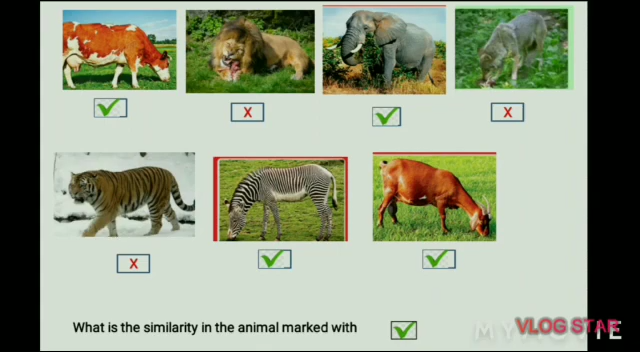 X
X
X
What is the similarity in the animal marked with
VLOG STAR